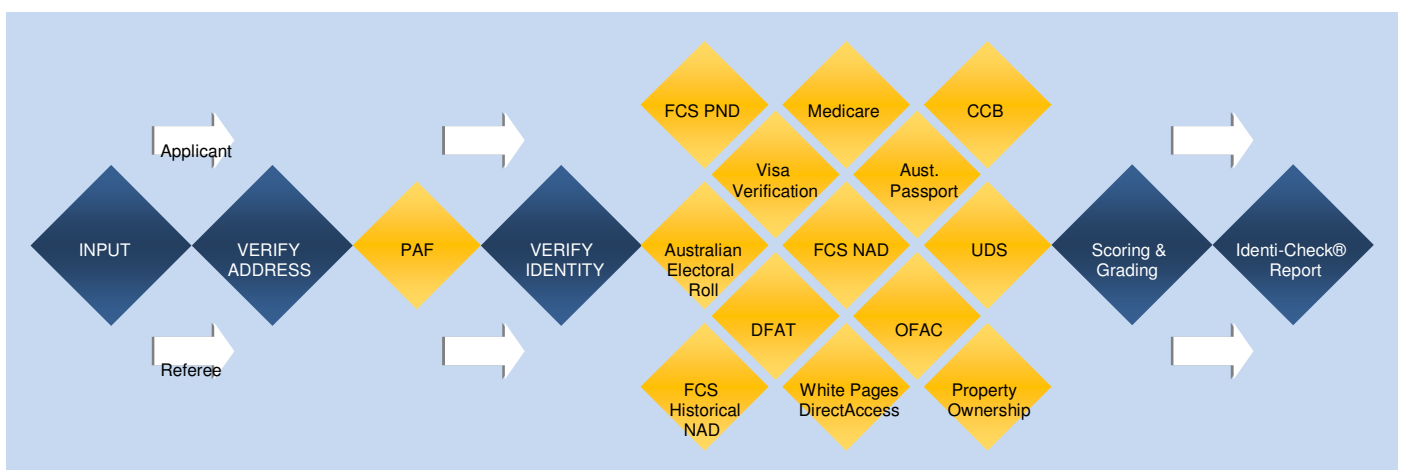 Applicant
INPUT
VERIFY
ADDRESS
PAF
VERIFY
IDENTITY
Referee
FCS PND
Medicare
CCB
Visa
Verification
Aust.
Passport
Australian
Electoral
Roll
FCS NAD
UDS
DFAT
OFAC
FCS
Historical
NAD
White Pages
DirectAccess
Property
Ownership
Scoring &
Grading
Identi-Check®
Report